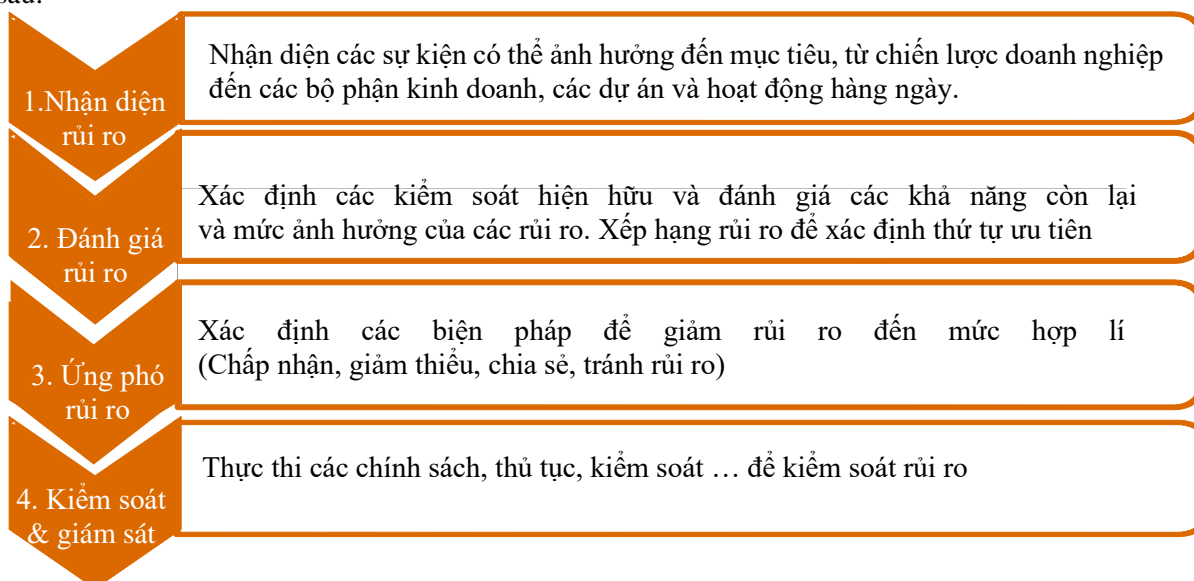 sau:
Nhận diện các sự kiện có thể ảnh hưởng đến mục tiêu, từ chiến lược doanh nghiệp
đến các bộ phận kinh doanh, các dự án và hoạt động hàng ngày.
1.Nhận diện
rủi ro
Xác định các kiểm soát hiện hữu và đánh giá các khả năng còn lại
và mức ảnh hưởng của các rủi ro. Xếp hạng rủi ro để xác định thứ tự ưu tiên
2. Đánh giá
rủi ro
Xác định các biện pháp để giảm rủi ro đến mức hợp lí
(Chấp nhận, giảm thiểu, chia sẻ, tránh rủi ro)
3. Ứng phó
rủi ro
Thực thi các chính sách, thủ tục, kiểm soát … để kiểm soát rủi ro
4. Kiểm soát
& giám sát